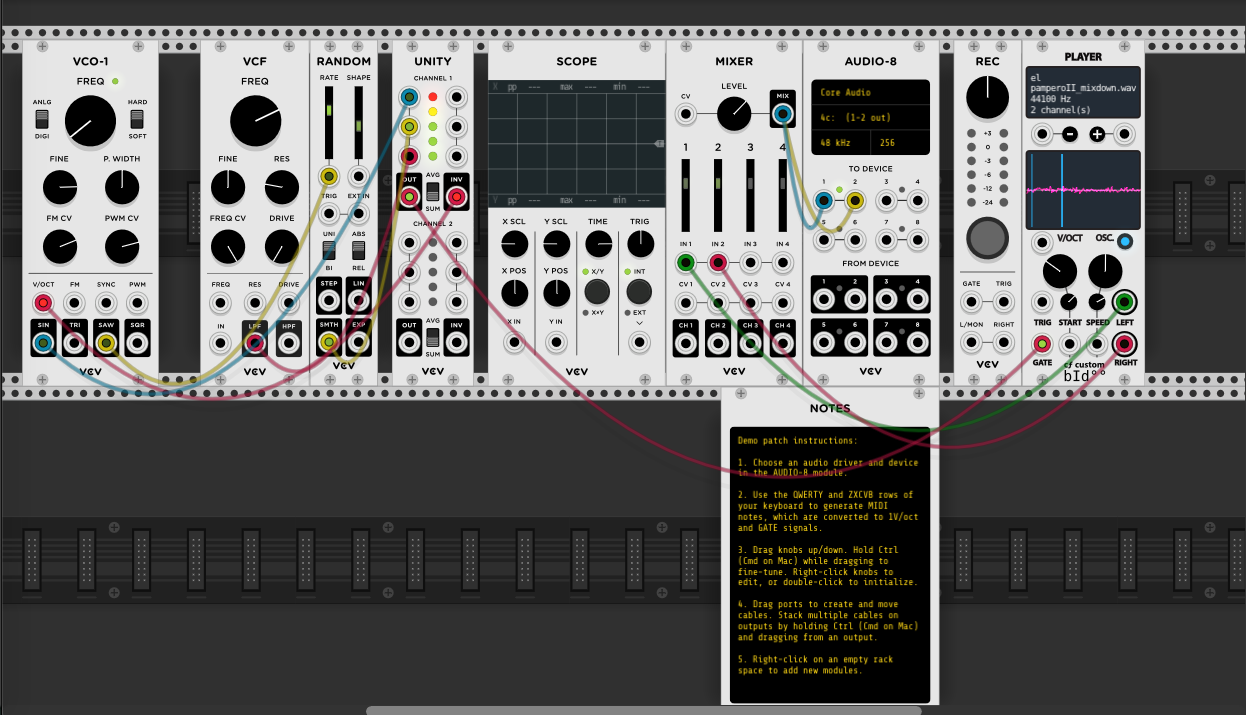 VCO-1
FREQ
ANLG
HARD
DIGI
SOFT
FINE
P. WIDTH
FM CV
PWM CV
V/OCT
FM
SYNC
PWM
SIN
TRI
SAW
SQR
VCV
VCF
FREQ
FINE
RES
FREQ CV
DRIVE
FREQ
RES
DRIVE
IN
LPF
HPF
VCV
RANDOM
RATE
SHAPE
TRIG
EXT IN
UNI
ABS
BI
REL
STEP
LIN
SMTH
EXP
VCV
UNITY
CHANNEL 1
AVG
OUT
INV
SUM
CHANNEL 2
AVG
OUT
INV
SUM
VCV
SCOPE
X pp --- max --- min ---
Y pp --- max --- min ---
X SCL
Y SCL
TIME
TRIG
X/Y
INT
X POS
Y POS
X×Y
EXT
X IN
Y IN
VCV
MIXER
LEVEL
CV
MIX
1 2 3 4
IN 1
IN 2
IN 3
IN 4
CV 1
CV 2
CV 3
CV 4
CH 1
CH 2
CH 3
CH 4
VCV
AUDIO-8
Core Audio
4c: (1-2 out)
48 kHz
256
TO DEVICE
1 2 3 4
5 6 7 8
FROM DEVICE
1 2 3 4
5 6 7 8
VCV
REC
+3
0
-3
-6
-12
-24
GATE
TRIG
L/MON
RIGHT
VCV
PLAYER
el
pamperoII_mixdown.wav
44100 Hz
2 channel(s)
V/OCT
OSC.
TRIG
START
SPEED
LEFT
GATE
RIGHT
cf custom
bId°°
NOTES
Demo patch instructions:
1. Choose an audio driver and device
in the AUDIO-8 module.
2. Use the QWERTY and ZXCVB rows of
your keyboard to generate MIDI
notes, which are converted to 1V/oct
and GATE signals.
3. Drag knobs up/down. Hold Ctrl
(Cmd on Mac) while dragging to
fine-tune. Right-click knobs to
edit, or double-click to initialize.
4. Drag ports to create and move
cables. Stack multiple cables on
outputs by holding Ctrl (Cmd on Mac)
and dragging from an output.
5. Right-click on an empty rack
space to add new modules.